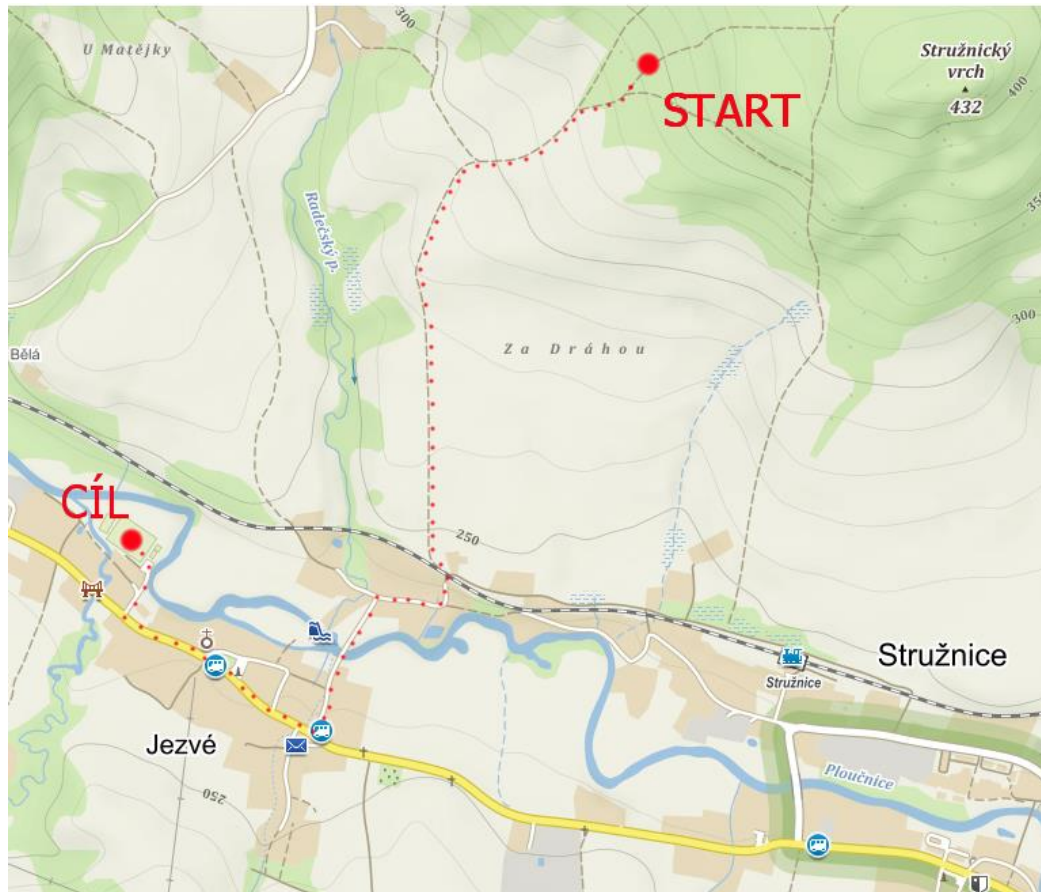 300
U Matějky
Stružnický
vrch
432
400
START
350
Radečský p.
300
Za Dráhou
Bělá
CÍL
250
Stružnice
Stružnice
Jezvé
250
Ploučnice